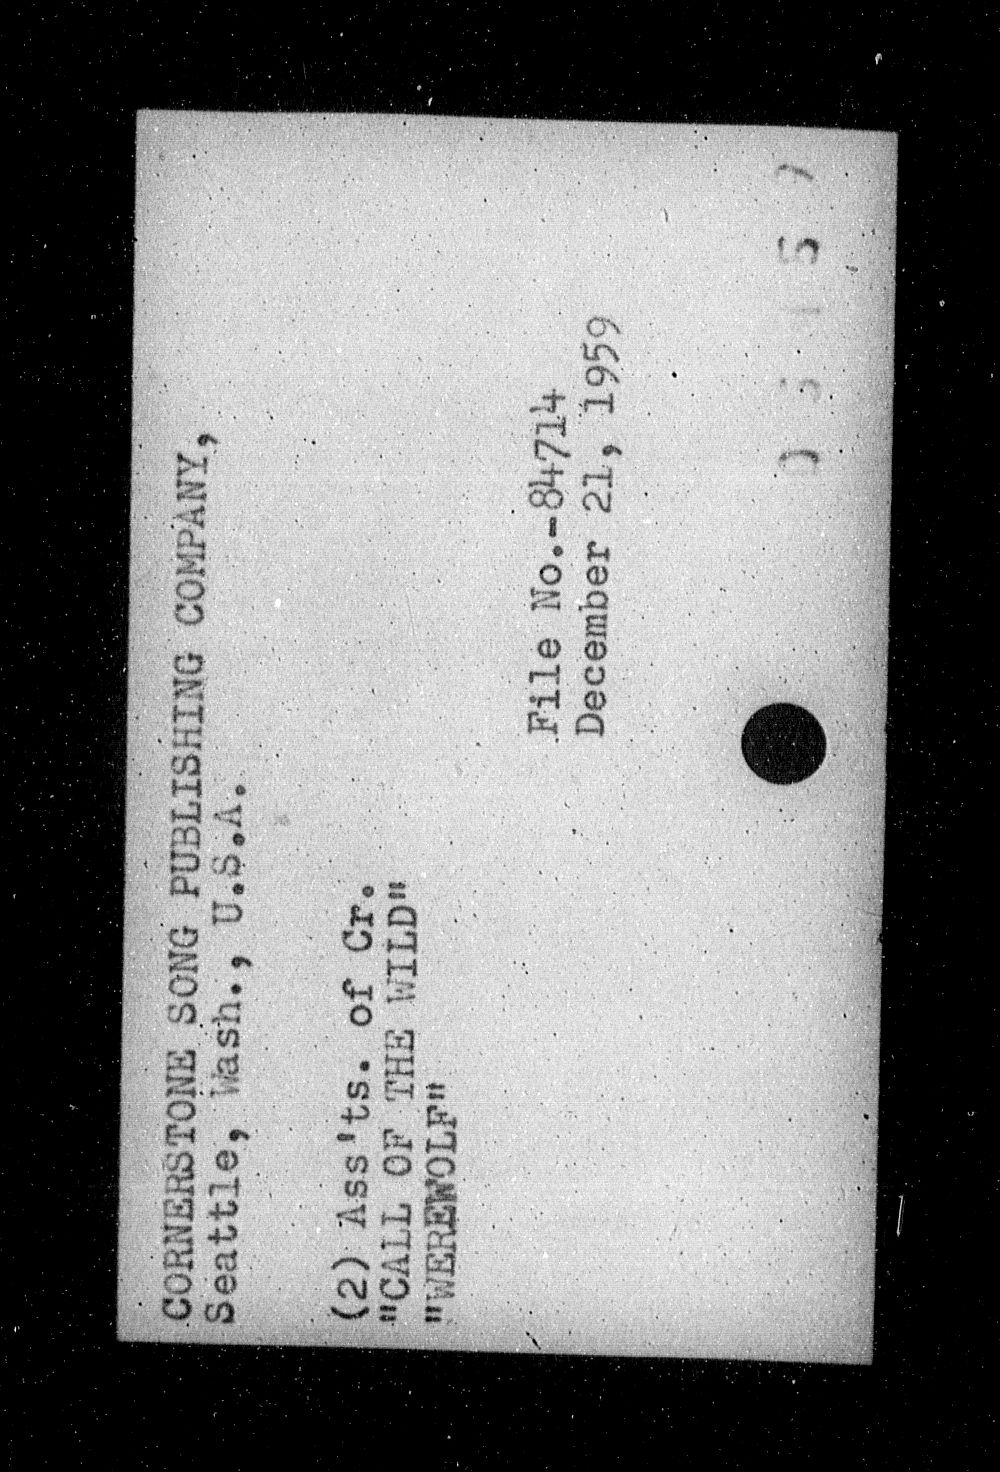 CORNERSTONE SONG PUBLISHING COMPANY,
Seattle, Wash., U.S.A.
(2) Ass'ts. of Cr.
"CALL OF THE WILD"
"WEREWOLF"
File No.-84714
December 21, 1959